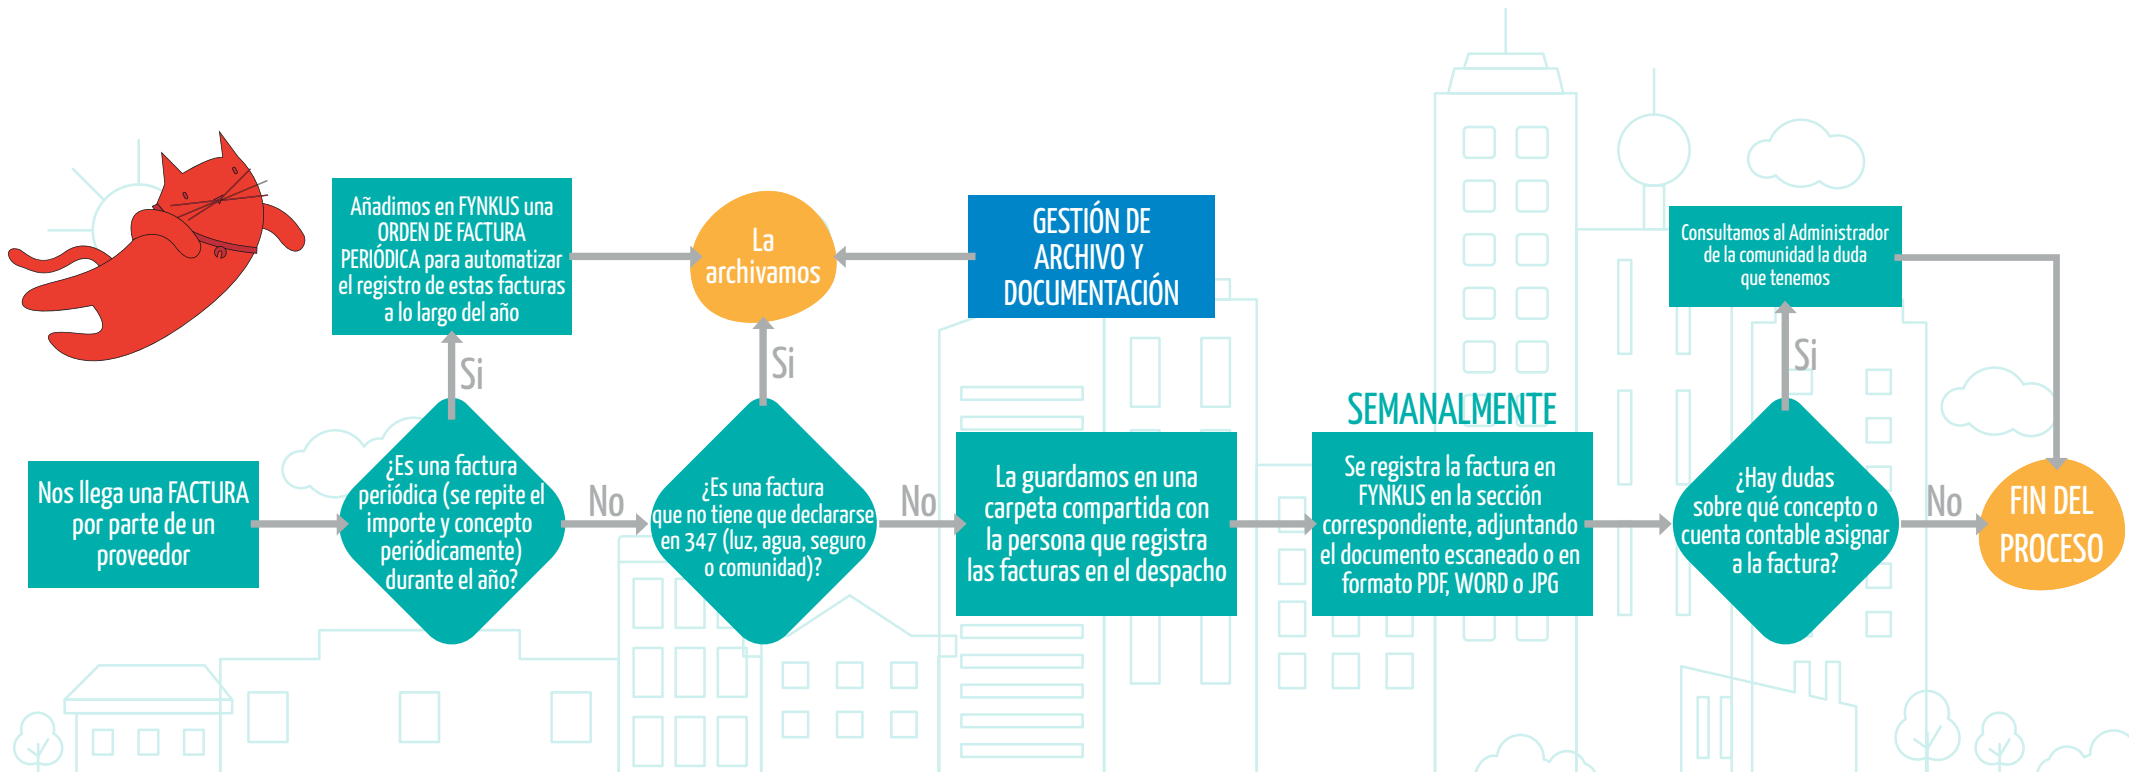 Nos llega una FACTURA
por parte de un
proveedor
¿Es una factura
periódica (se repite el
importe y concepto
periódicamente)
durante el año?
Si
Añadimos en FYNKUS una
ORDEN DE FACTURA
PERIÓDICA para automatizar
el registro de estas facturas
a lo largo del año
No
¿Es una factura
que no tiene que declararse
en 347 (luz, agua, seguro
o comunidad)?
Si
La
archivamos
GESTIÓN DE
ARCHIVO Y
DOCUMENTACIÓN
No
La guardamos en una
carpeta compartida con
la persona que registra
las facturas en el despacho
SEMANALMENTE
Se registra la factura en
FYNKUS en la sección
correspondiente, adjuntando
el documento escaneado o en
formato PDF, WORD o JPG
¿Hay dudas
sobre qué concepto o
cuenta contable asignar
a la factura?
Si
Consultamos al Administrador
de la comunidad la duda
que tenemos
No
FIN DEL
PROCESO